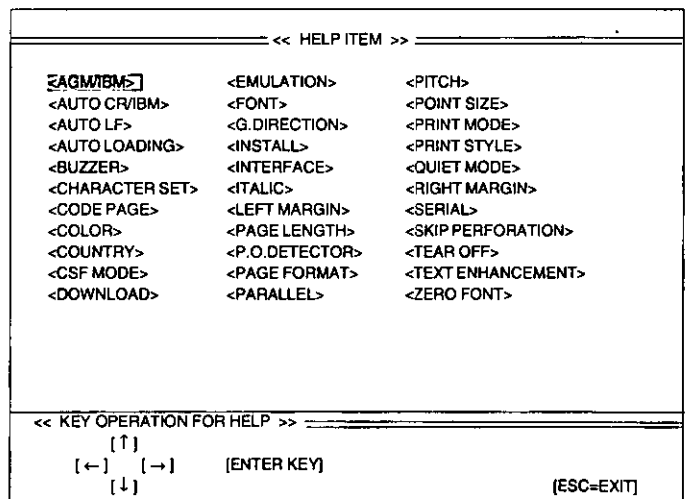 << HELP ITEM >>
<AGM/IBM> <EMULATION> <PITCH>
<AUTO CR/IBM> <FONT> <POINT SIZE>
<AUTO LF> <G.DIRECTION> <PRINT MODE>
<AUTO LOADING> <INSTALL> <PRINT STYLE>
<BUZZER> <INTERFACE> <QUIET MODE>
<CHARACTER SET> <ITALIC> <RIGHT MARGIN>
<CODE PAGE> <LEFT MARGIN> <SERIAL>
<COLOR> <PAGE LENGTH> <SKIP PERFORATION>
<COUNTRY> <P.O.DETECTOR> <TEAR OFF>
<CSF MODE> <PAGE FORMAT> <TEXT ENHANCEMENT>
<DOWNLOAD> <PARALLEL> <ZERO FONT>
<< KEY OPERATION FOR HELP >>
[↑]
[←] [→] [ENTER KEY]
[↓] [ESC=EXIT]